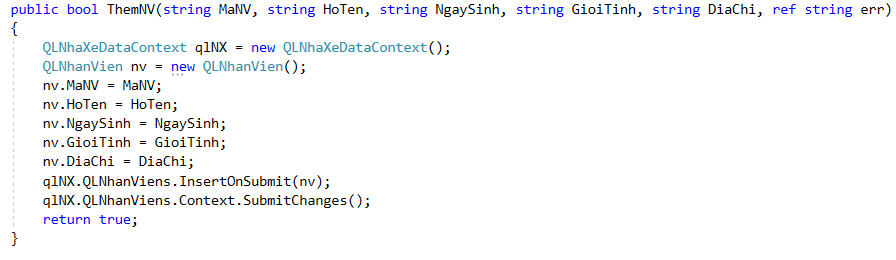 public bool ThemNV(string MaNV, string HoTen, string NgaySinh, string GioiTinh, string DiaChi, ref string err)
{
    QLNhaXeDataContext qlNX = new QLNhaXeDataContext();
    QLNhanVien nv = new QLNhanVien();
    nv.MaNV = MaNV;
    nv.HoTen = HoTen;
    nv.NgaySinh = NgaySinh;
    nv.GioiTinh = GioiTinh;
    nv.DiaChi = DiaChi;
    qlNX.QLNhanViens.InsertOnSubmit(nv);
    qlNX.QLNhanViens.Context.SubmitChanges();
    return true;
}